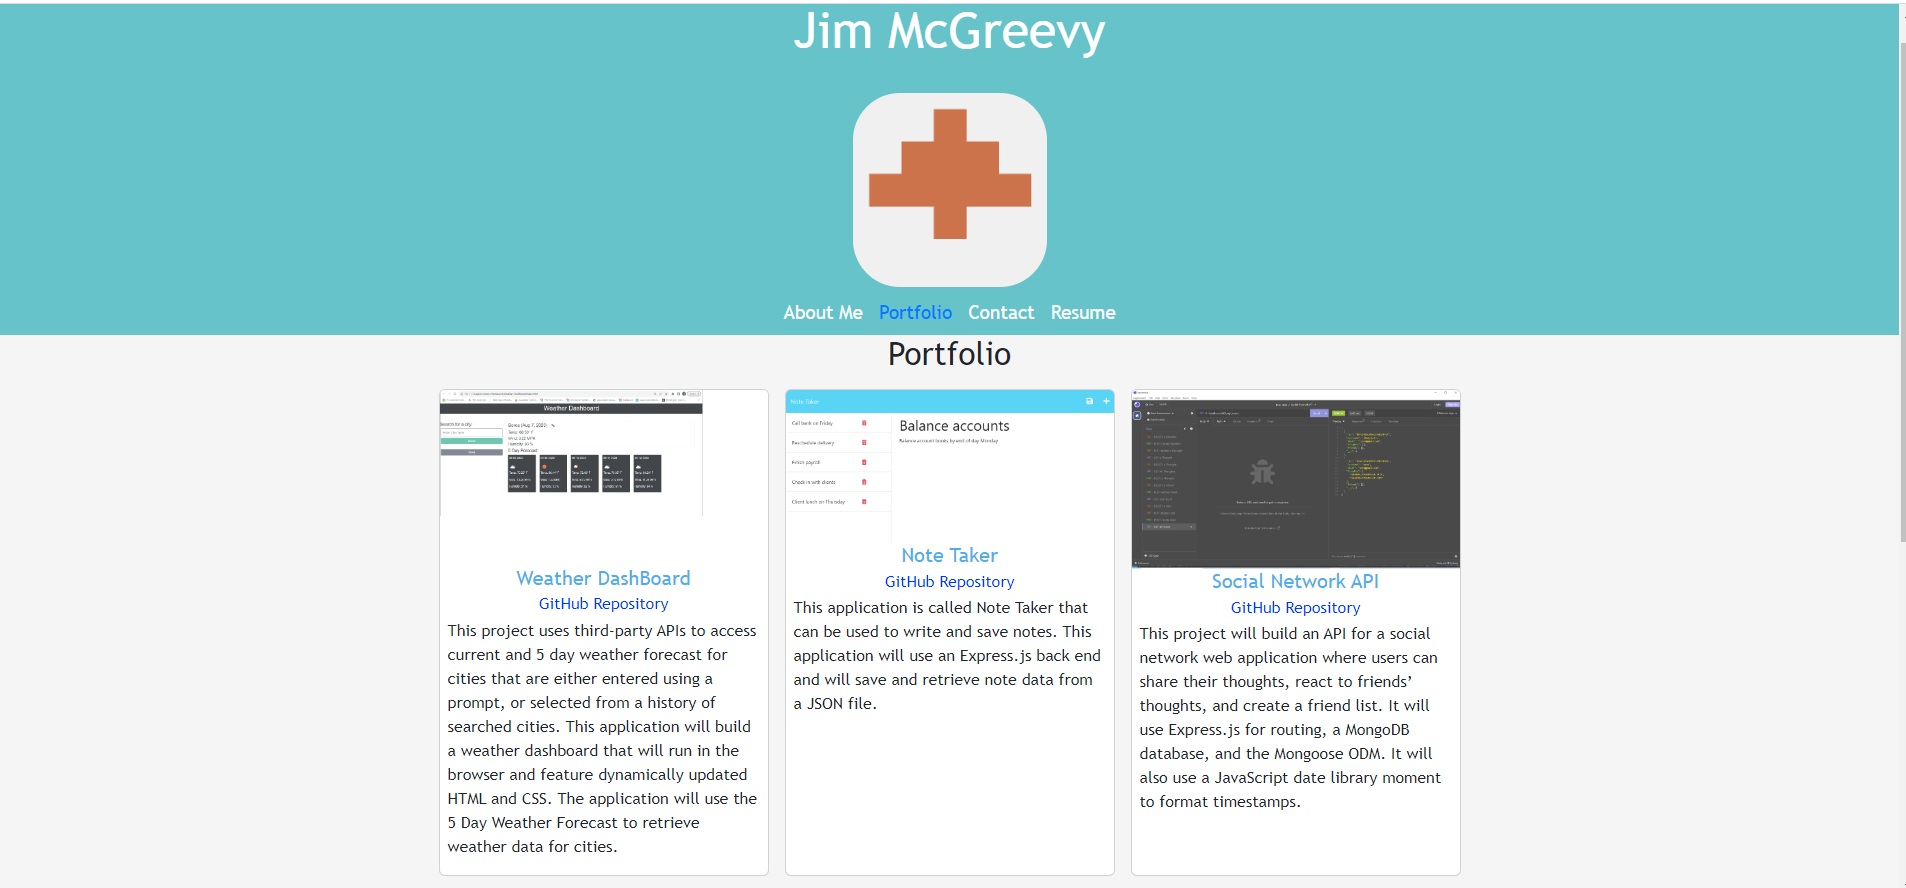 Jim McGreevy
About Me Portfolio Contact Resume
Portfolio
Weather Dashboard
Search for a city:
Berea (Aug 7, 2023)
5 Day Forecast:
Weather DashBoard
GitHub Repository
This project uses third-party APIs to access
current and 5 day weather forecast for
cities that are either entered using a
prompt, or selected from a history of
searched cities. This application will build
a weather dashboard that will run in the
browser and feature dynamically updated
HTML and CSS. The application will use the
5 Day Weather Forecast to retrieve
weather data for cities.
Note Taker
Call bank on Friday
Reschedule delivery
Finish payroll
Check in with clients
Client lunch on Thursday
Balance accounts
Balance account books by end of day Monday
Note Taker
GitHub Repository
This application is called Note Taker that
can be used to write and save notes. This
application will use an Express.js back end
and will save and retrieve note data from
a JSON file.
Social Network API
GitHub Repository
This project will build an API for a social
network web application where users can
share their thoughts, react to friends’
thoughts, and create a friend list. It will
use Express.js for routing, a MongoDB
database, and the Mongoose ODM. It will
also use a JavaScript date library moment
to format timestamps.